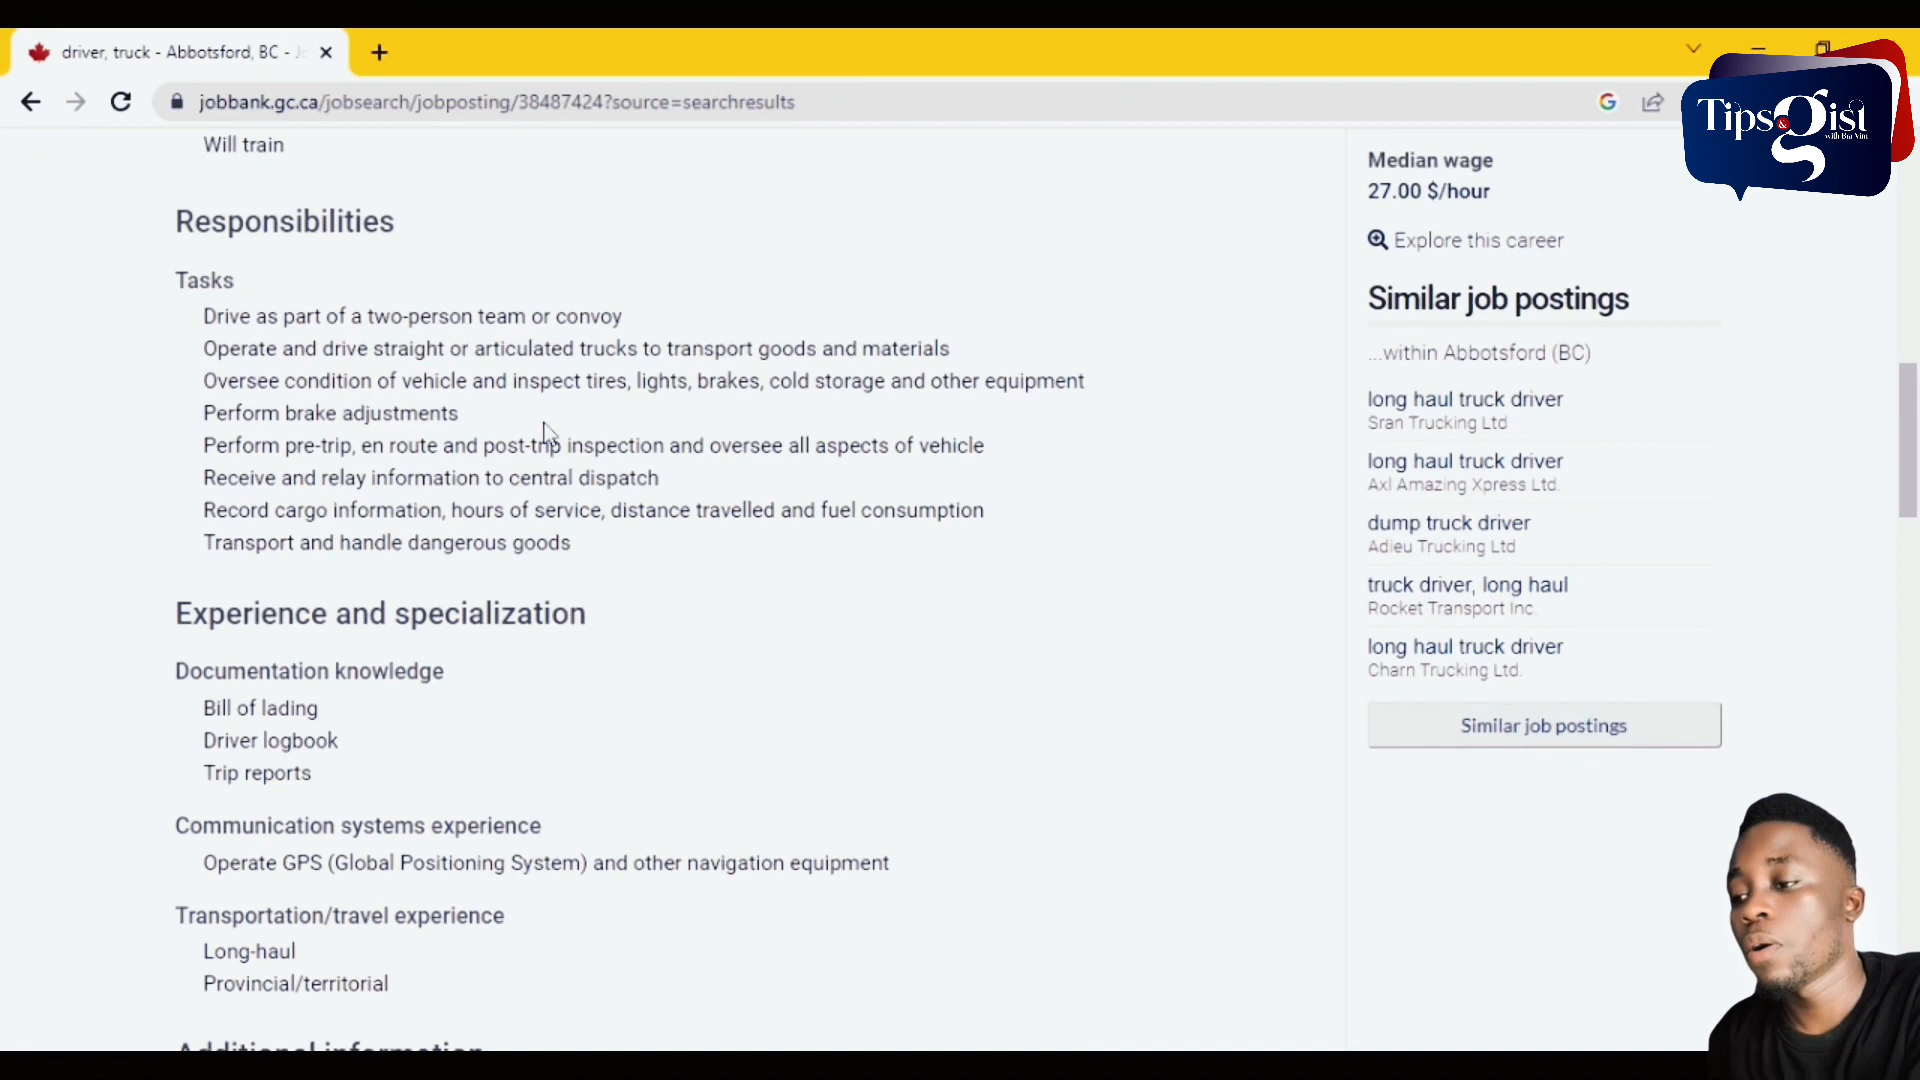 driver, truck - Abbotsford, BC - J
jobbank.gc.ca/jobsearch/jobposting/38487424?source=searchresults
Tips & Gist
with Bra Vini
Will train
Responsibilities
Tasks
Drive as part of a two-person team or convoy
Operate and drive straight or articulated trucks to transport goods and materials
Oversee condition of vehicle and inspect tires, lights, brakes, cold storage and other equipment
Perform brake adjustments
Perform pre-trip, en route and post-trip inspection and oversee all aspects of vehicle
Receive and relay information to central dispatch
Record cargo information, hours of service, distance travelled and fuel consumption
Transport and handle dangerous goods
Experience and specialization
Documentation knowledge
Bill of lading
Driver logbook
Trip reports
Communication systems experience
Operate GPS (Global Positioning System) and other navigation equipment
Transportation/travel experience
Long-haul
Provincial/territorial
Additional information
Median wage
27.00 $/hour
Explore this career
Similar job postings
...within Abbotsford (BC)
long haul truck driver
Sran Trucking Ltd
long haul truck driver
Axl Amazing Xpress Ltd.
dump truck driver
Adieu Trucking Ltd
truck driver, long haul
Rocket Transport Inc.
long haul truck driver
Charn Trucking Ltd.
Similar job postings